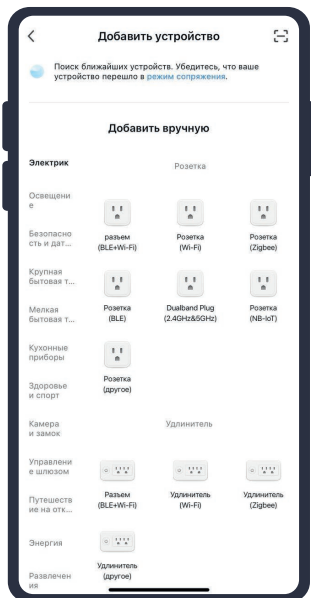 Добавить устройство
Поиск ближайших устройств. Убедитесь, что ваше
устройство перешло в режим сопряжения.
Добавить вручную
Электрик
Освещени
е
Безопасно
сть и дат...
Крупная
бытовая т...
Мелкая
бытовая т...
Кухонные
приборы
Здоровье
и спорт
Камера
и замок
Управлени
е шлюзом
Путешеств
ие на отк...
Энергия
Развлечен
ия
Розетка
разъем
(BLE+Wi-Fi)
Розетка
(Wi-Fi)
Розетка
(Zigbee)
Розетка
(BLE)
Dualband Plug
(2.4GHz&5GHz)
Розетка
(NB-IoT)
Розетка
(другое)
Удлинитель
Разъем
(BLE+Wi-Fi)
Удлинитель
(Wi-Fi)
Удлинитель
(Zigbee)
Удлинитель
(другое)